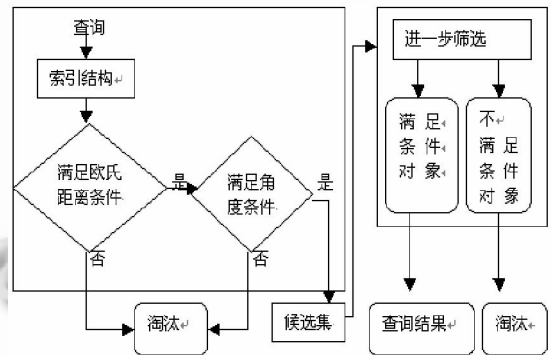 查询
索引结构
满足欧氏
距离条件
是
满足角
度条件
是
否
否
淘汰
候选集
进一步筛选
满足
条件
对象
不
满足
条件
对象
查询结果
淘汰